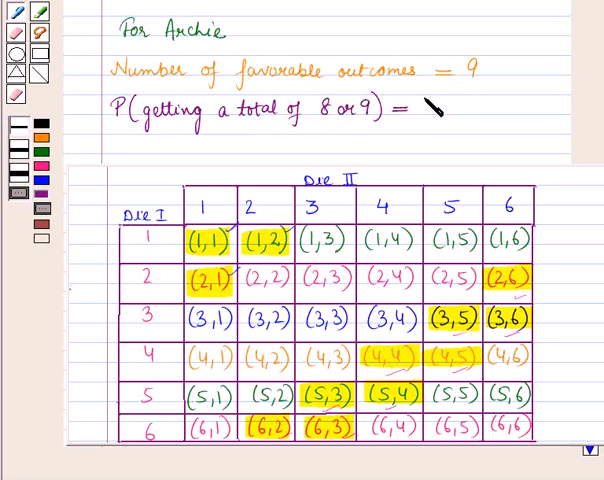 For Archie
Number of favorable outcomes = 9
P(getting a total of 8 or 9) =
Die II
Die I 1 2 3 4 5 6
1 (1,1) (1,2) (1,3) (1,4) (1,5) (1,6)
2 (2,1) (2,2) (2,3) (2,4) (2,5) (2,6)
3 (3,1) (3,2) (3,3) (3,4) (3,5) (3,6)
4 (4,1) (4,2) (4,3) (4,4) (4,5) (4,6)
5 (5,1) (5,2) (5,3) (5,4) (5,5) (5,6)
6 (6,1) (6,2) (6,3) (6,4) (6,5) (6,6)